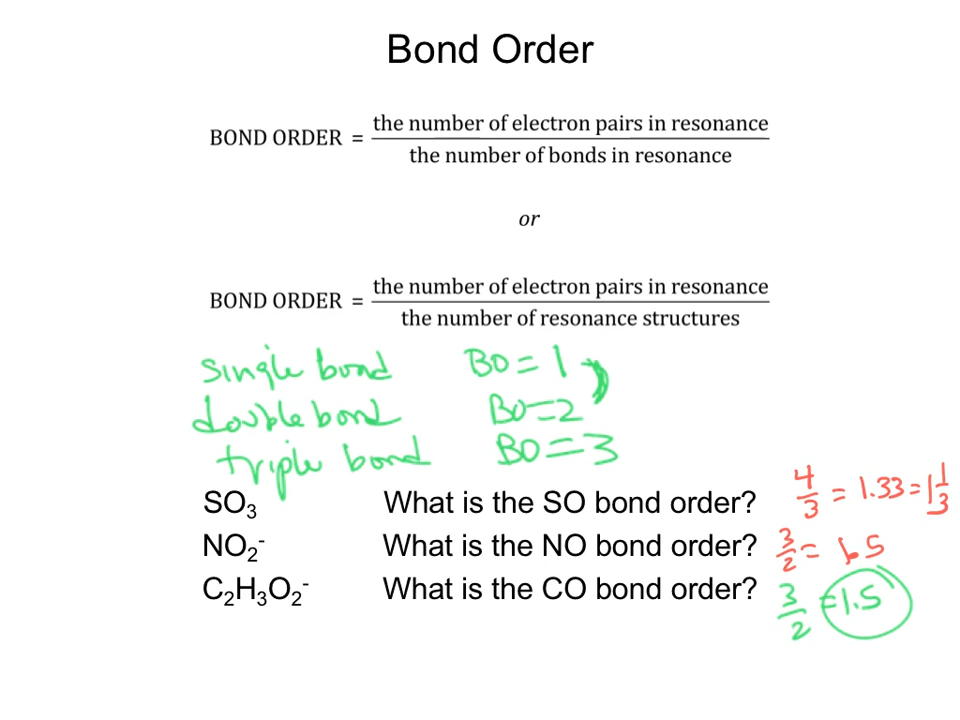 Bond Order
BOND ORDER = the number of electron pairs in resonance
the number of bonds in resonance
or
BOND ORDER = the number of electron pairs in resonance
the number of resonance structures
single bond BO = 1
double bond BO=2
triple bond BO=3
SO₃ What is the SO bond order? 4/3 = 1.33 = 1 1/3
NO₂⁻ What is the NO bond order? 3/2 = 1.5
C₂H₃O₂⁻ What is the CO bond order? 3/2 = 1.5